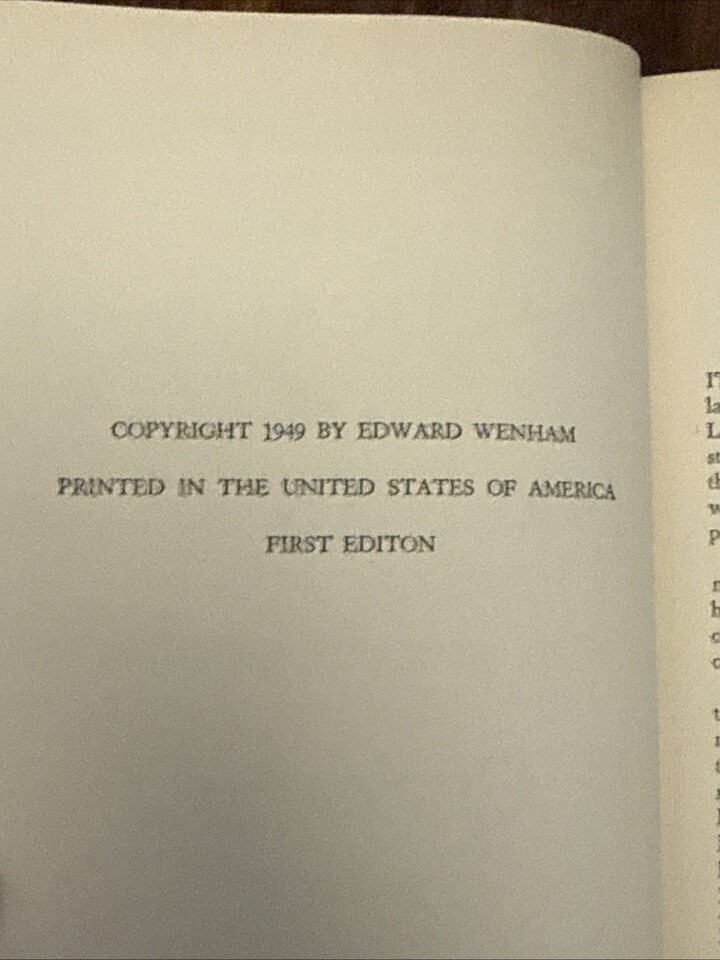 COPYRIGHT 1949 BY EDWARD WENHAM
PRINTED IN THE UNITED STATES OF AMERICA
FIRST EDITON